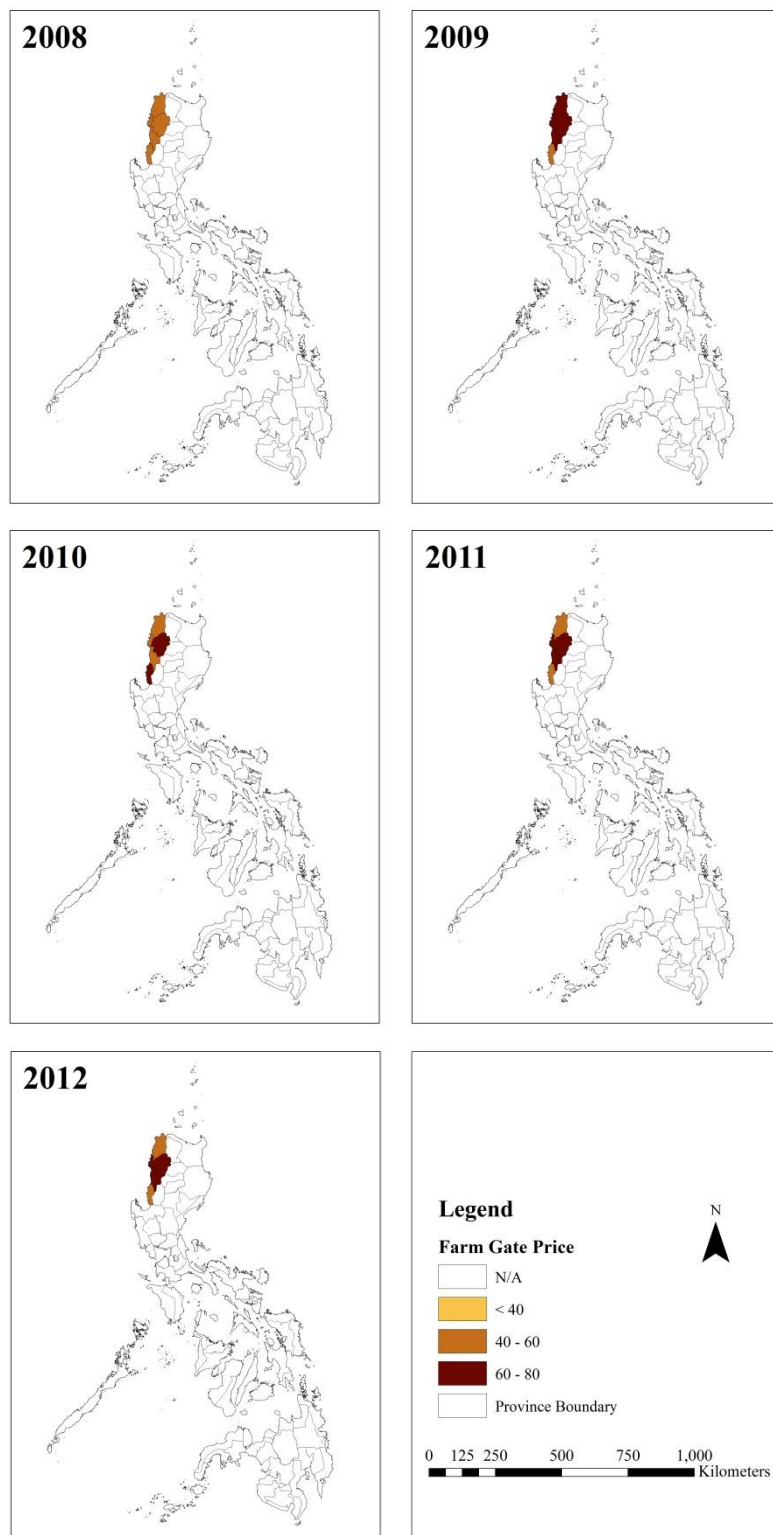 2008
2009
2010
2011
2012
Legend
Farm Gate Price
N/A
< 40
40 - 60
60 - 80
Province Boundary
N
0 125 250 500 750 1,000
Kilometers